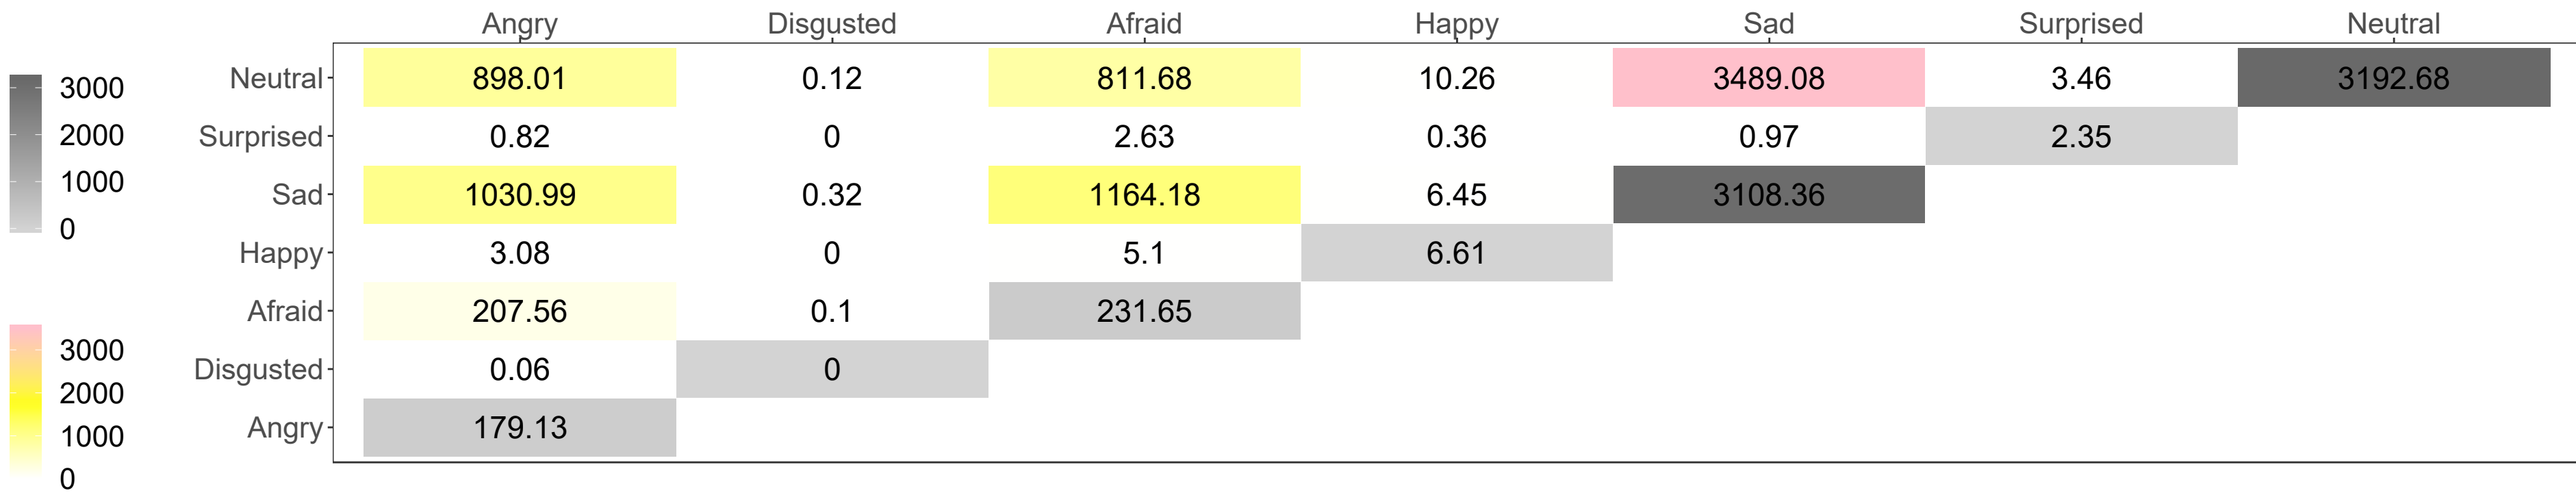 Angry Disgusted Afraid Happy Sad Surprised Neutral
Neutral 898.01 0.12 811.68 10.26 3489.08 3.46 3192.68
Surprised 0.82 0 2.63 0.36 0.97 2.35
Sad 1030.99 0.32 1164.18 6.45 3108.36
Happy 3.08 0 5.1 6.61
Afraid 207.56 0.1 231.65
Disgusted 0.06 0
Angry 179.13
3000
2000
1000
0
3000
2000
1000
0